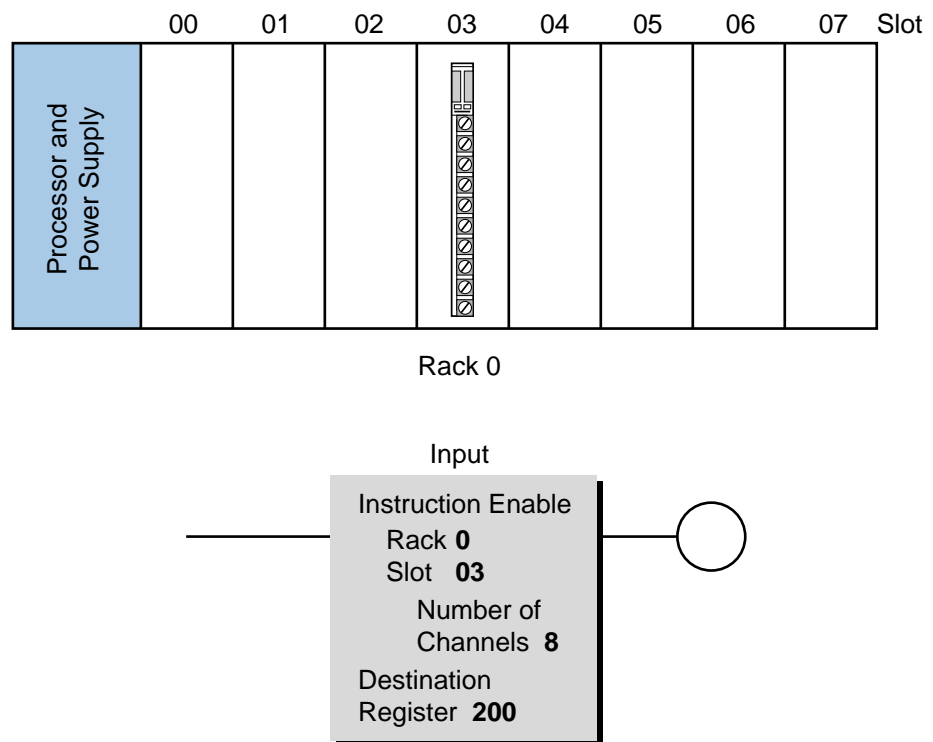 00 01 02 03 04 05 06 07 Slot
Processor and
Power Supply
Rack 0
Input
Instruction Enable
Rack 0
Slot 03
Number of
Channels 8
Destination
Register 200